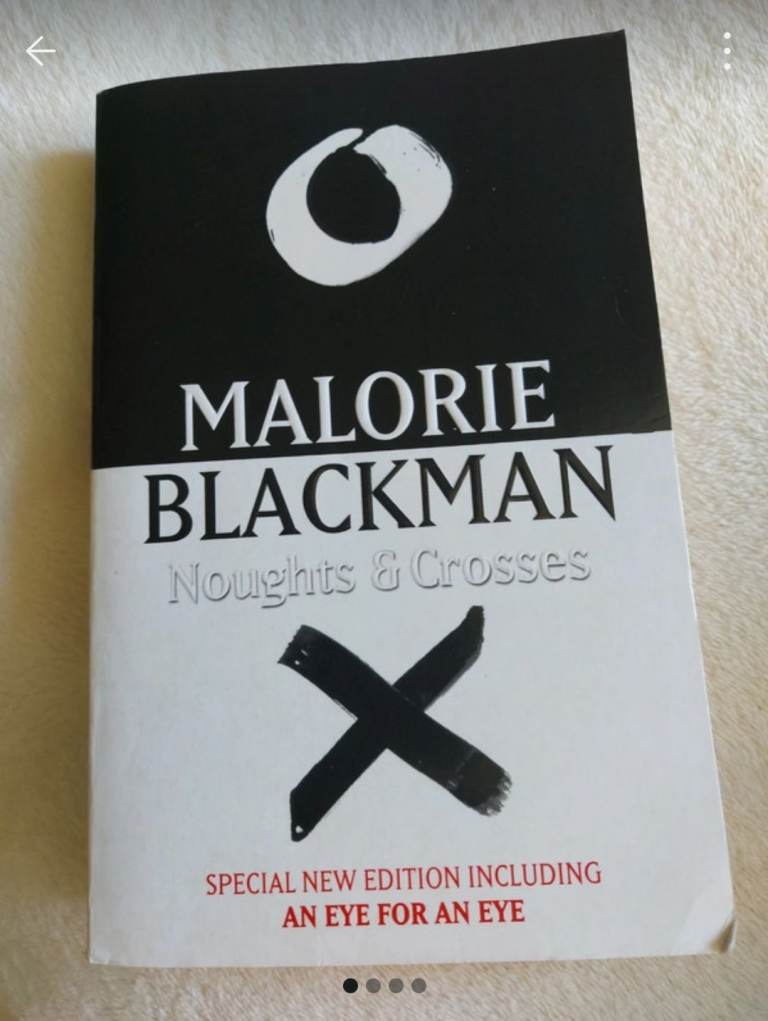 MALORIE
BLACKMAN
Noughts & Crosses
SPECIAL NEW EDITION INCLUDING
AN EYE FOR AN EYE